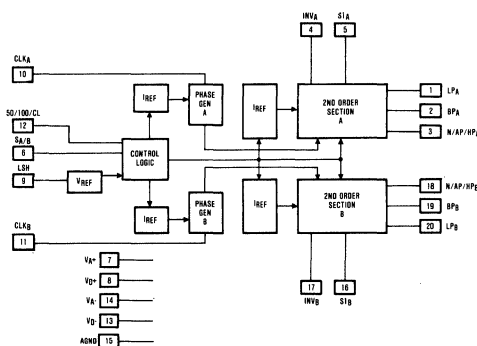 INVA
4
S1A
5
CLKA
10
50/100/CL
12
SA/B
6
LSH
9
VREF
CONTROL
LOGIC
IREF
PHASE
GEN
A
IREF
2ND ORDER
SECTION
A
1
LPA
2
BPA
3
N/AP/HPA
IREF
PHASE
GEN
B
IREF
2ND ORDER
SECTION
B
18
N/AP/HPB
19
BPB
20
LPB
CLKB
11
17
INVB
16
S1B
VA+
7
VD+
8
VA-
14
VD-
13
AGND
15